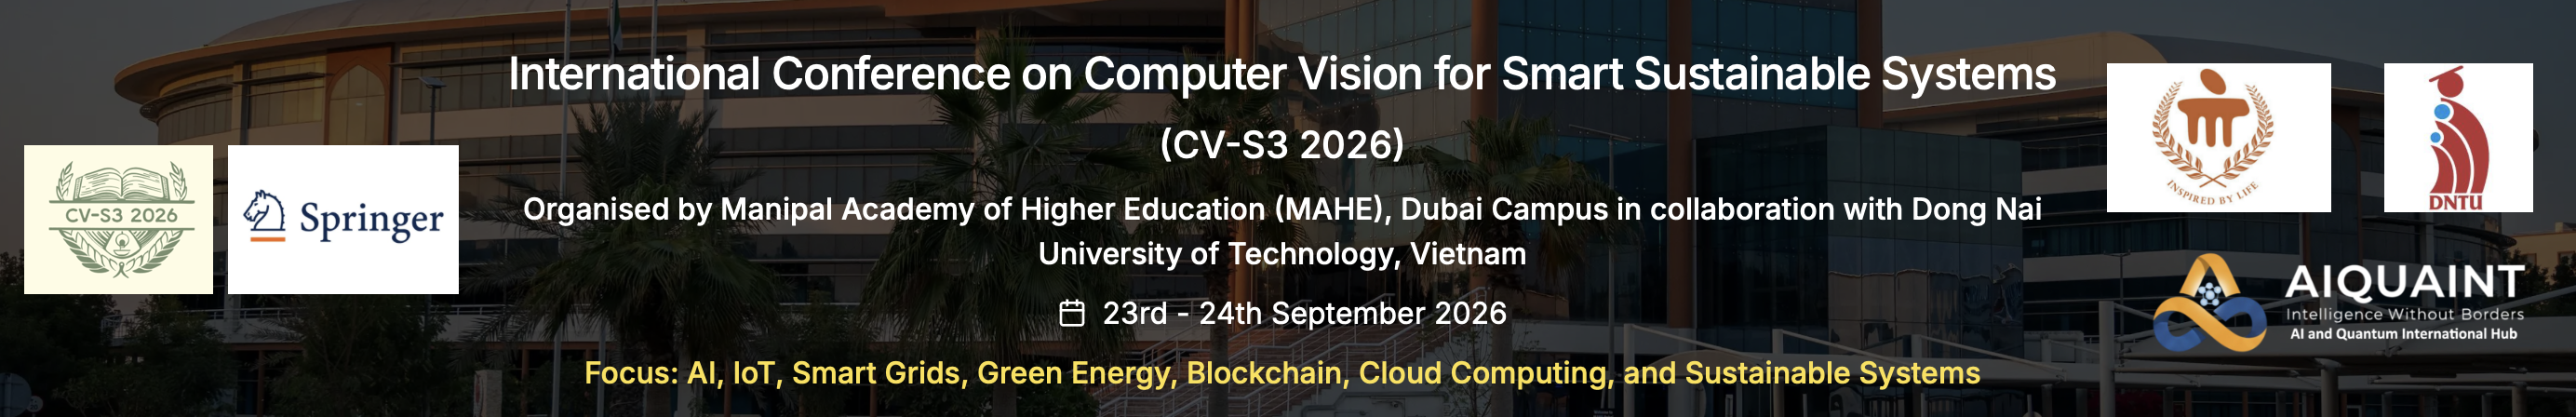 International Conference on Computer Vision for Smart Sustainable Systems
(CV-S3 2026)
Organised by Manipal Academy of Higher Education (MAHE), Dubai Campus in collaboration with Dong Nai
University of Technology, Vietnam
23rd - 24th September 2026
Focus: AI, IoT, Smart Grids, Green Energy, Blockchain, Cloud Computing, and Sustainable Systems
CV-S3 2026
Springer
INSPIRED BY LIFE
DNTU
AIQUAINT
Intelligence Without Borders
AI and Quantum International Hub